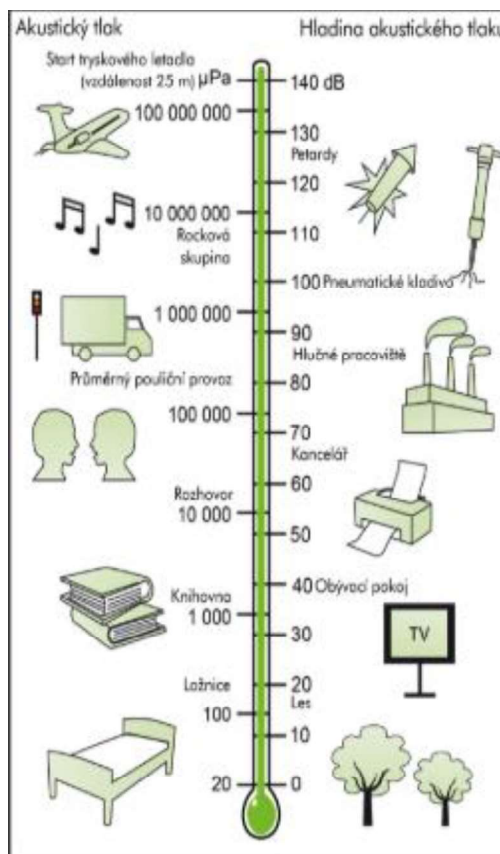 Akustický tlak
Hladina akustického tlaku
Start tryskového letadla
(vzdálenost 25 m)
µPa
140 dB
100 000 000
130
Petardy
120
10 000 000
Rocková
skupina
110
100
Pneumatické kladivo
1 000 000
90
Hlučné pracoviště
Průměrný pouliční provoz
80
100 000
70
Kancelář
60
Rozhovor
10 000
50
40
Obývací pokoj
Knihovna
1 000
30
TV
Ložnice
20
Les
100
10
20
0